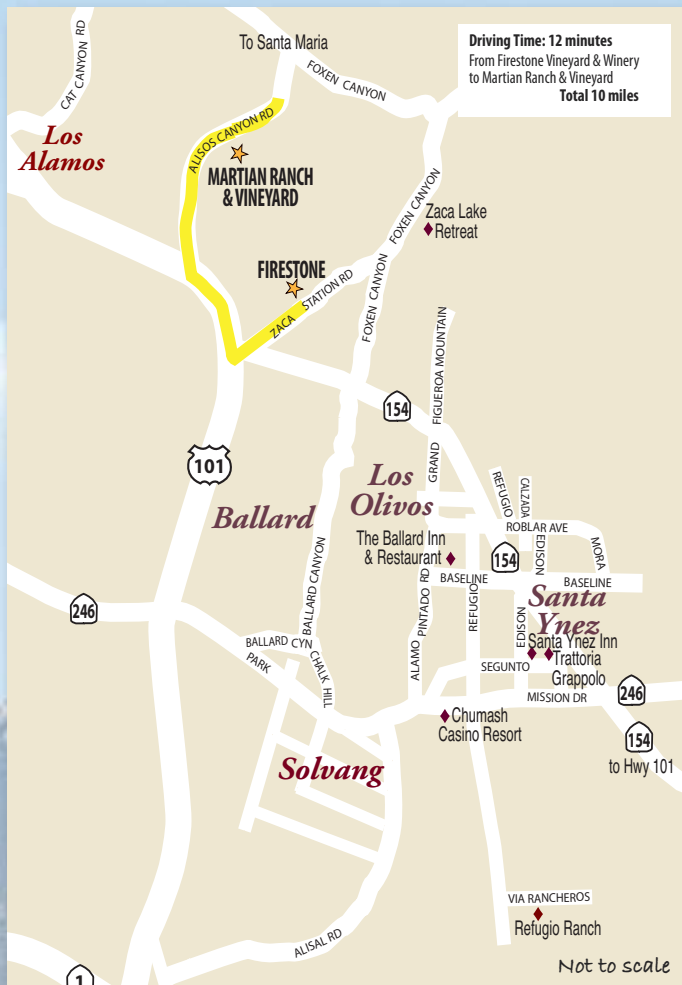 To Santa Maria
Driving Time: 12 minutes
From Firestone Vineyard & Winery
to Martian Ranch & Vineyard
Total 10 miles
CAT CANYON RD
FOXEN CANYON
Los
Alamos
ALISOS CANYON RD
MARTIAN RANCH
& VINEYARD
Zaca Lake
Retreat
FOXEN CANYON
FIRESTONE
ZACA STATION RD
FOXEN CANYON
FIGUEROA MOUNTAIN
154
101
GRAND
Los
Olivos
Ballard
REFUGIO
CALZADA
ROBLAR AVE
The Ballard Inn
& Restaurant
154
EDISON
MORA
BASELINE
BASELINE
246
BALLARD CANYON
PINTADO RD
ALAMO
REFUGIO
Santa
Ynez
EDISON
Santa Ynez Inn
Trattoria
Grappolo
BALLARD CYN
PARK
CHALK HILL
SEGUNTO
MISSION DR
246
Chumash
Casino Resort
154
to Hwy 101
Solvang
VIA RANCHEROS
Refugio Ranch
ALISAL RD
Not to scale
1